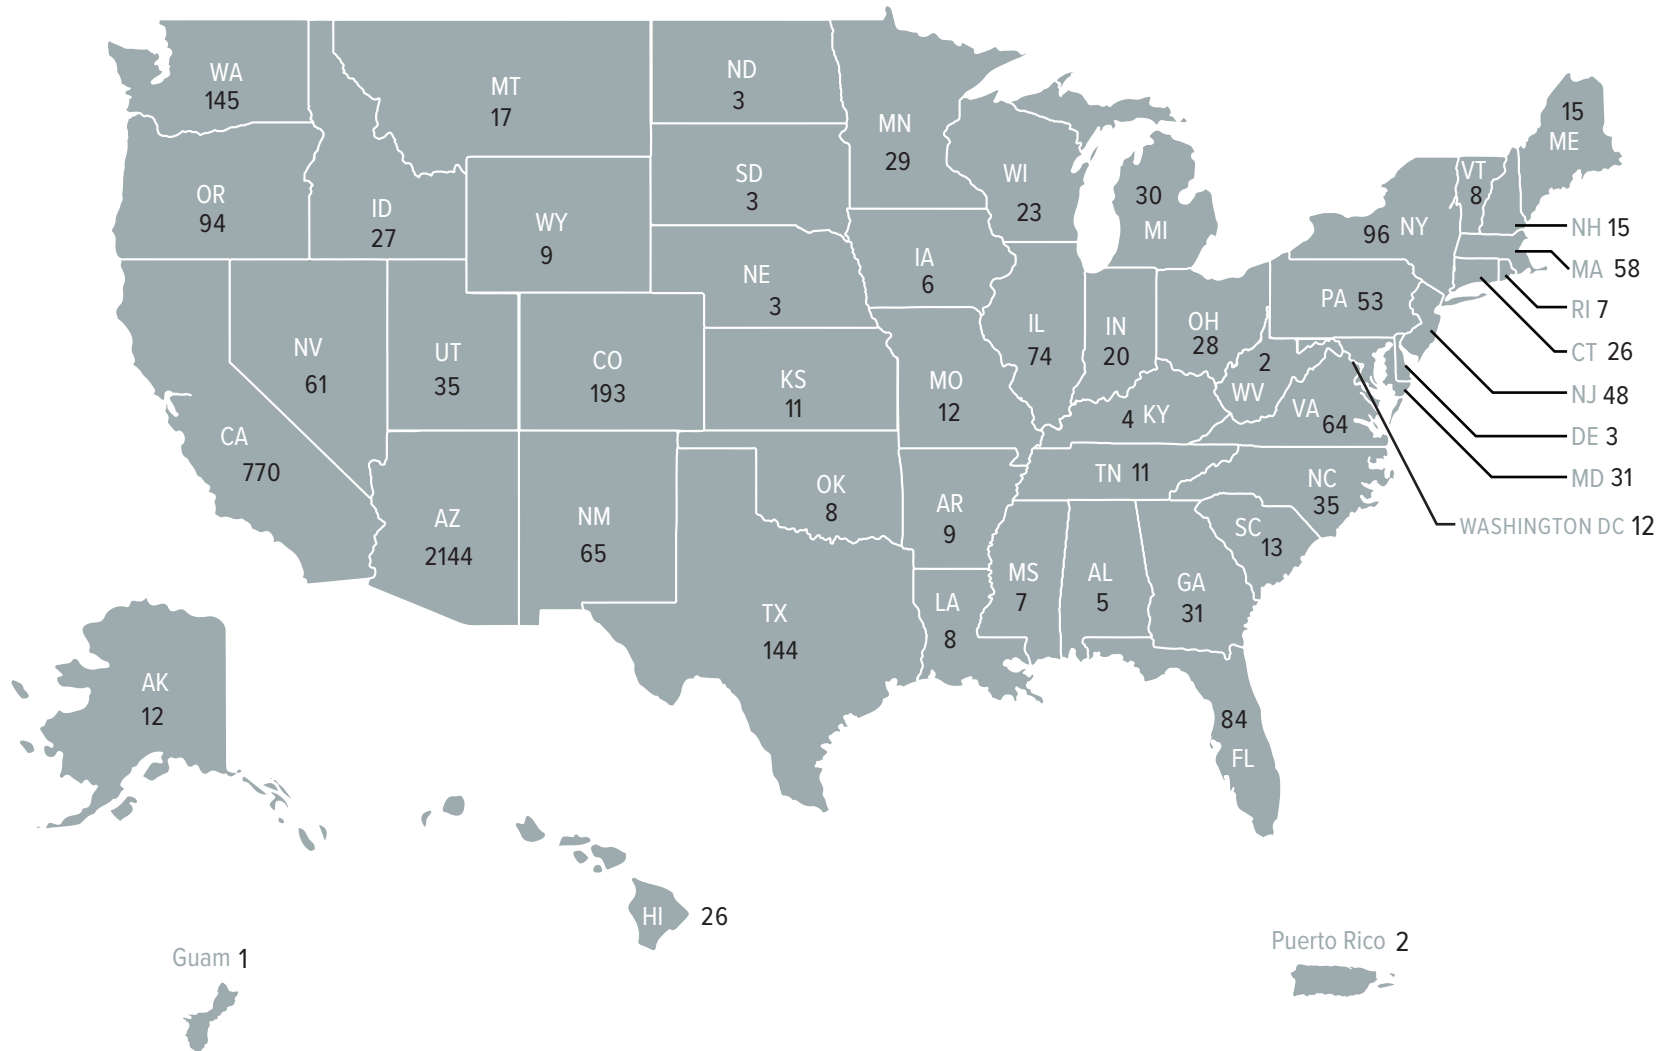 WA
145
MT
17
ND
3
MN
29
OR
94
ID
27
WY
9
SD
3
WI
23
30
MI
15
ME
VT
8
96 NY
NH 15
MA 58
RI 7
CT 26
NJ 48
DE 3
MD 31
WASHINGTON DC 12
NE
3
IA
6
PA 53
NV
61
UT
35
CO
193
KS
11
MO
12
IL
74
IN
20
OH
28
2
WV
VA
64
4 KY
CA
770
AZ
2144
NM
65
OK
8
AR
9
TN 11
NC
35
SC
13
TX
144
LA
8
MS
7
AL
5
GA
31
84
FL
AK
12
HI 26
Guam 1
Puerto Rico 2